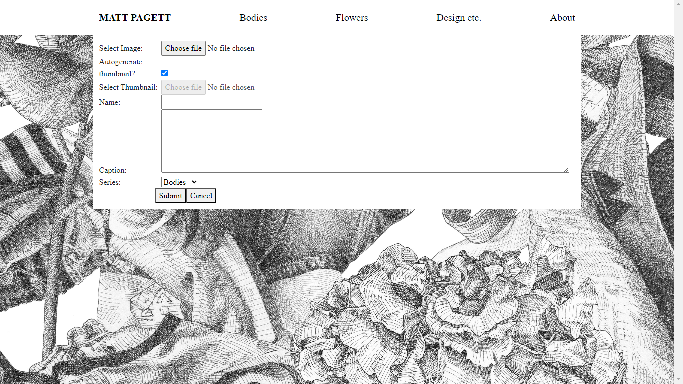 MATT PAGETT Bodies Flowers Design etc. About
Select Image: Choose file No file chosen
Autogenerate
thumbnail?
Select Thumbnail: Choose file No file chosen
Name:
Caption:
Series: Bodies
Submit Cancel